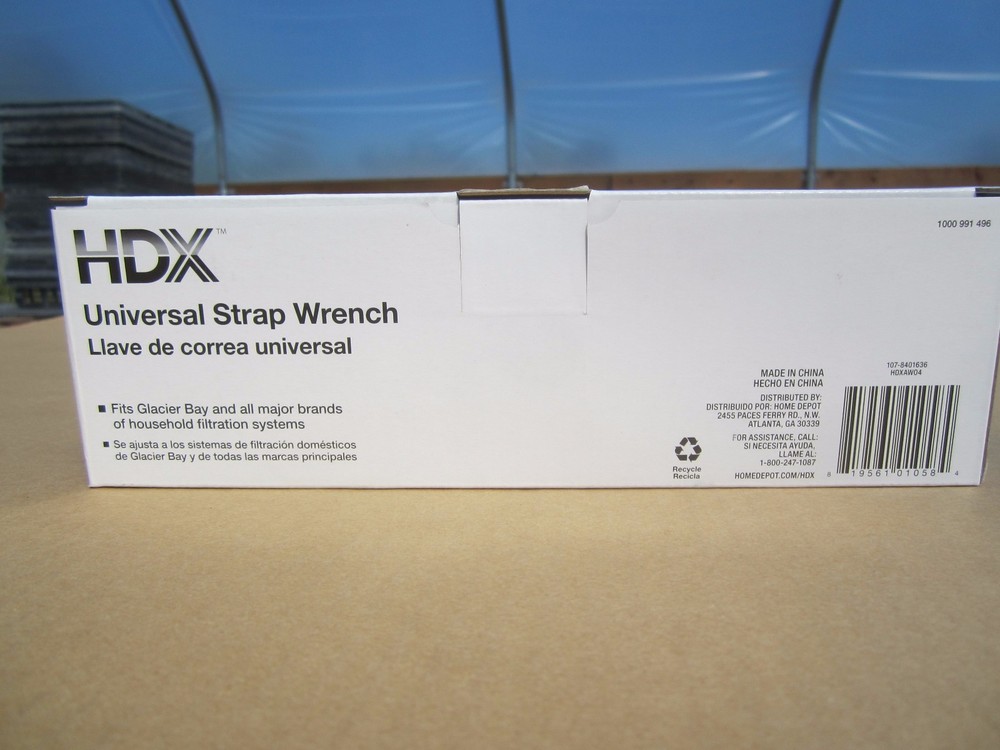 HDX™
Universal Strap Wrench
Llave de correa universal
■ Fits Glacier Bay and all major brands
of household filtration systems
■ Se ajusta a los sistemas de filtración domésticos
de Glacier Bay y de todas las marcas principales
1000 991 496
MADE IN CHINA
HECHO EN CHINA
DISTRIBUTED BY:
DISTRIBUIDO POR: HOME DEPOT
2455 PACES FERRY RD., N.W.
ATLANTA, GA 30339
FOR ASSISTANCE, CALL:
SI NECESITA AYUDA,
LLAME AL:
1-800-247-1087
HOMEDEPOT.COM/HDX
Recycle
Recicla
107-8401636
HDXAWO4
8 19561 01058 4